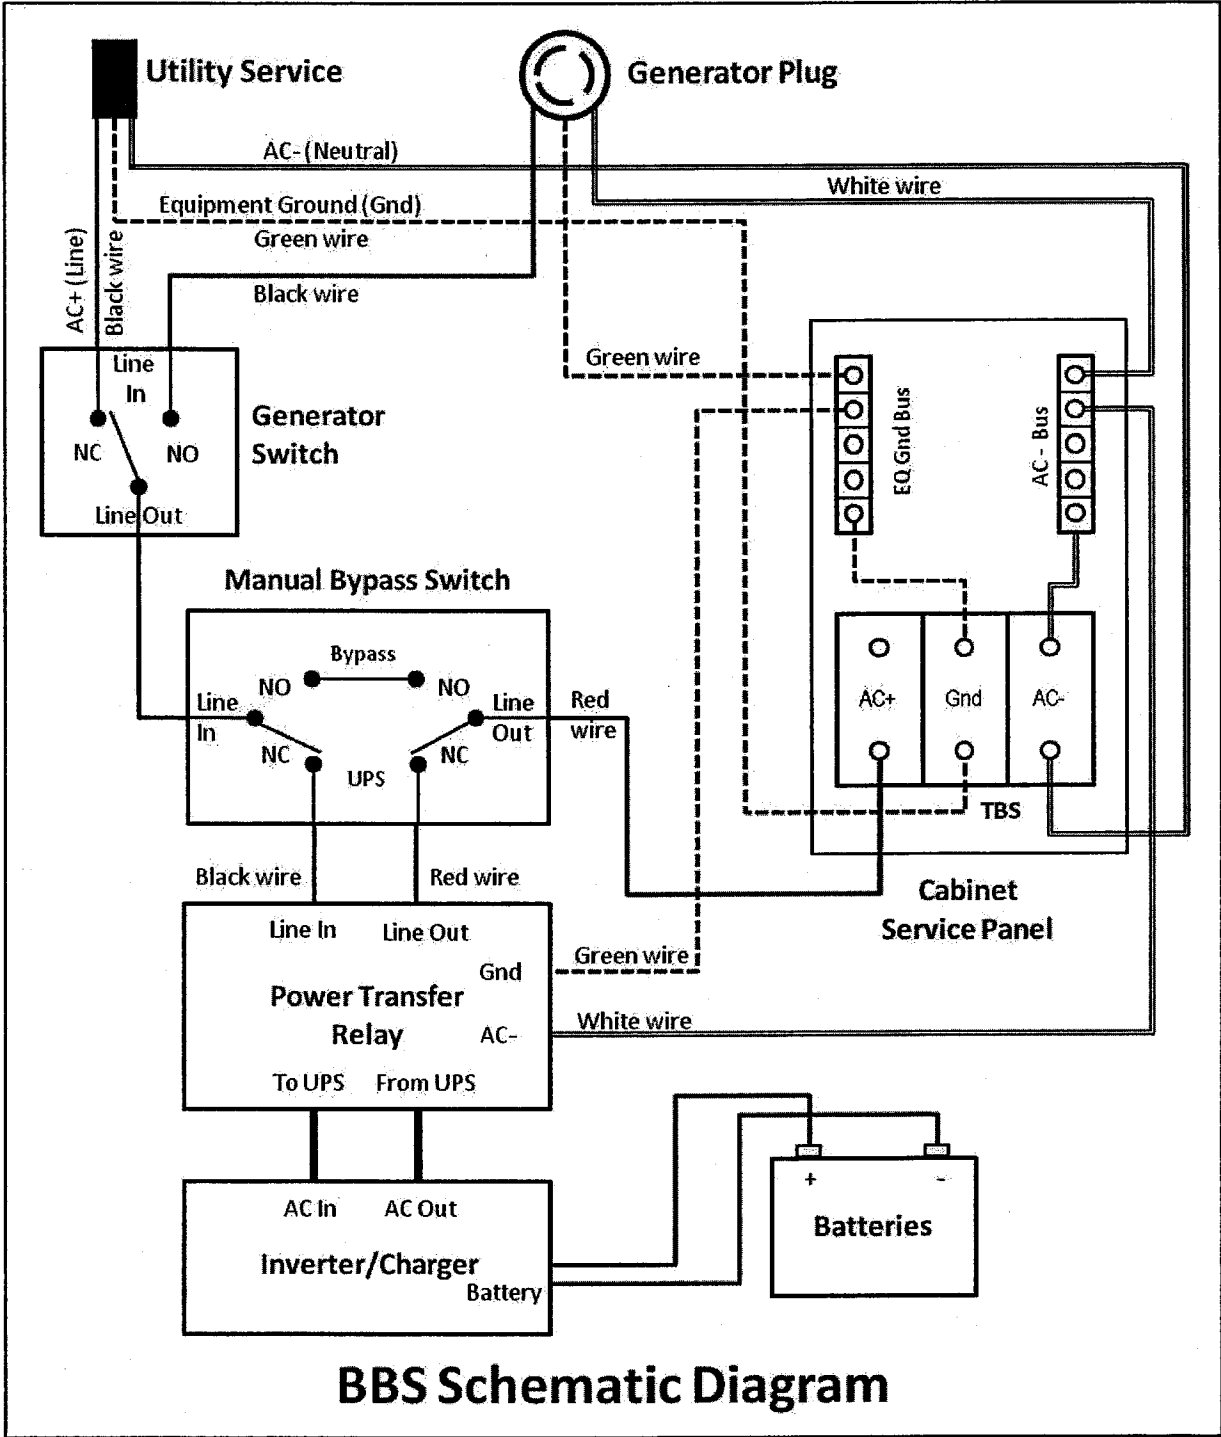 Utility Service
Generator Plug
AC- (Neutral)
White wire
Equipment Ground (Gnd)
Green wire
AC+ (Line)
Black wire
Black wire
Green wire
Line
In
NC
NO
Line Out
Generator
Switch
EQ Gnd Bus
AC - Bus
Manual Bypass Switch
Bypass
NO
NO
Line
In
Line
Out
NC
NC
UPS
Red
wire
AC+
Gnd
AC-
TBS
Cabinet
Service Panel
Black wire
Red wire
Line In
Line Out
Gnd
Green wire
Power Transfer
Relay
AC-
White wire
To UPS
From UPS
AC In
AC Out
Inverter/Charger
Battery
+
-
Batteries
BBS Schematic Diagram